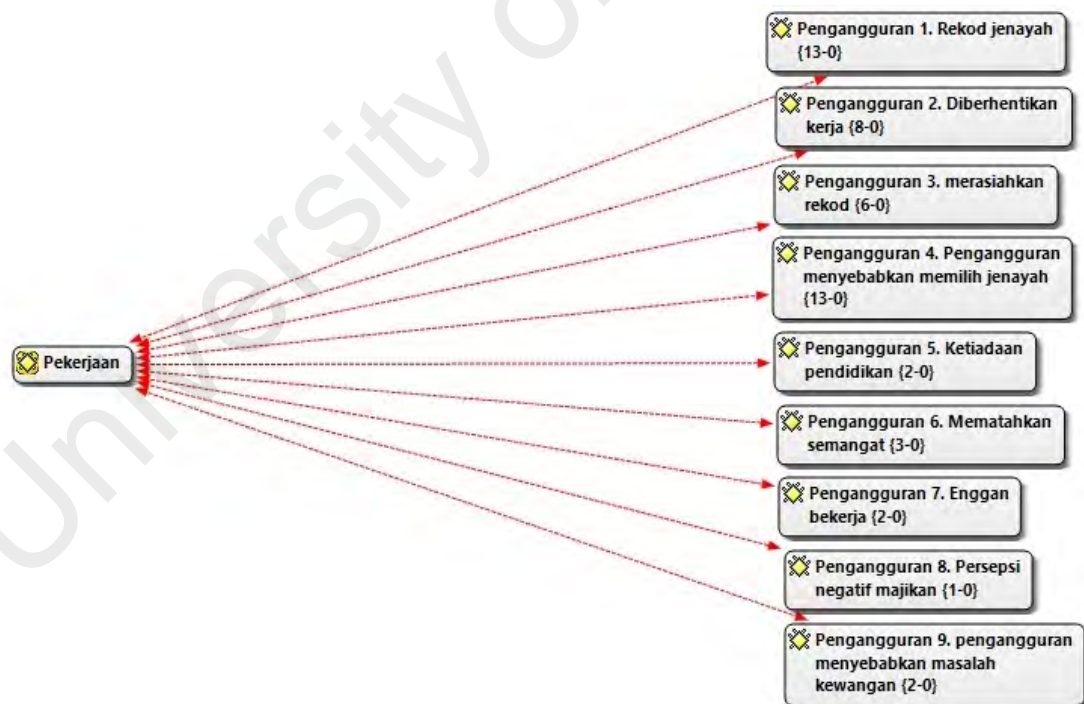 Pengangguran 1. Rekod jenayah
{13-0}
Pengangguran 2. Diberhentikan
kerja {8-0}
Pengangguran 3. merasiahkan
rekod {6-0}
Pengangguran 4. Pengangguran
menyebabkan memilih jenayah
{13-0}
Pekerjaan
Pengangguran 5. Ketiadaan
pendidikan {2-0}
Pengangguran 6. Mematahkan
semangat {3-0}
Pengangguran 7. Enggan
bekerja {2-0}
Pengangguran 8. Persepsi
negatif majikan {1-0}
Pengangguran 9. pengangguran
menyebabkan masalah
kewangan {2-0}
University of